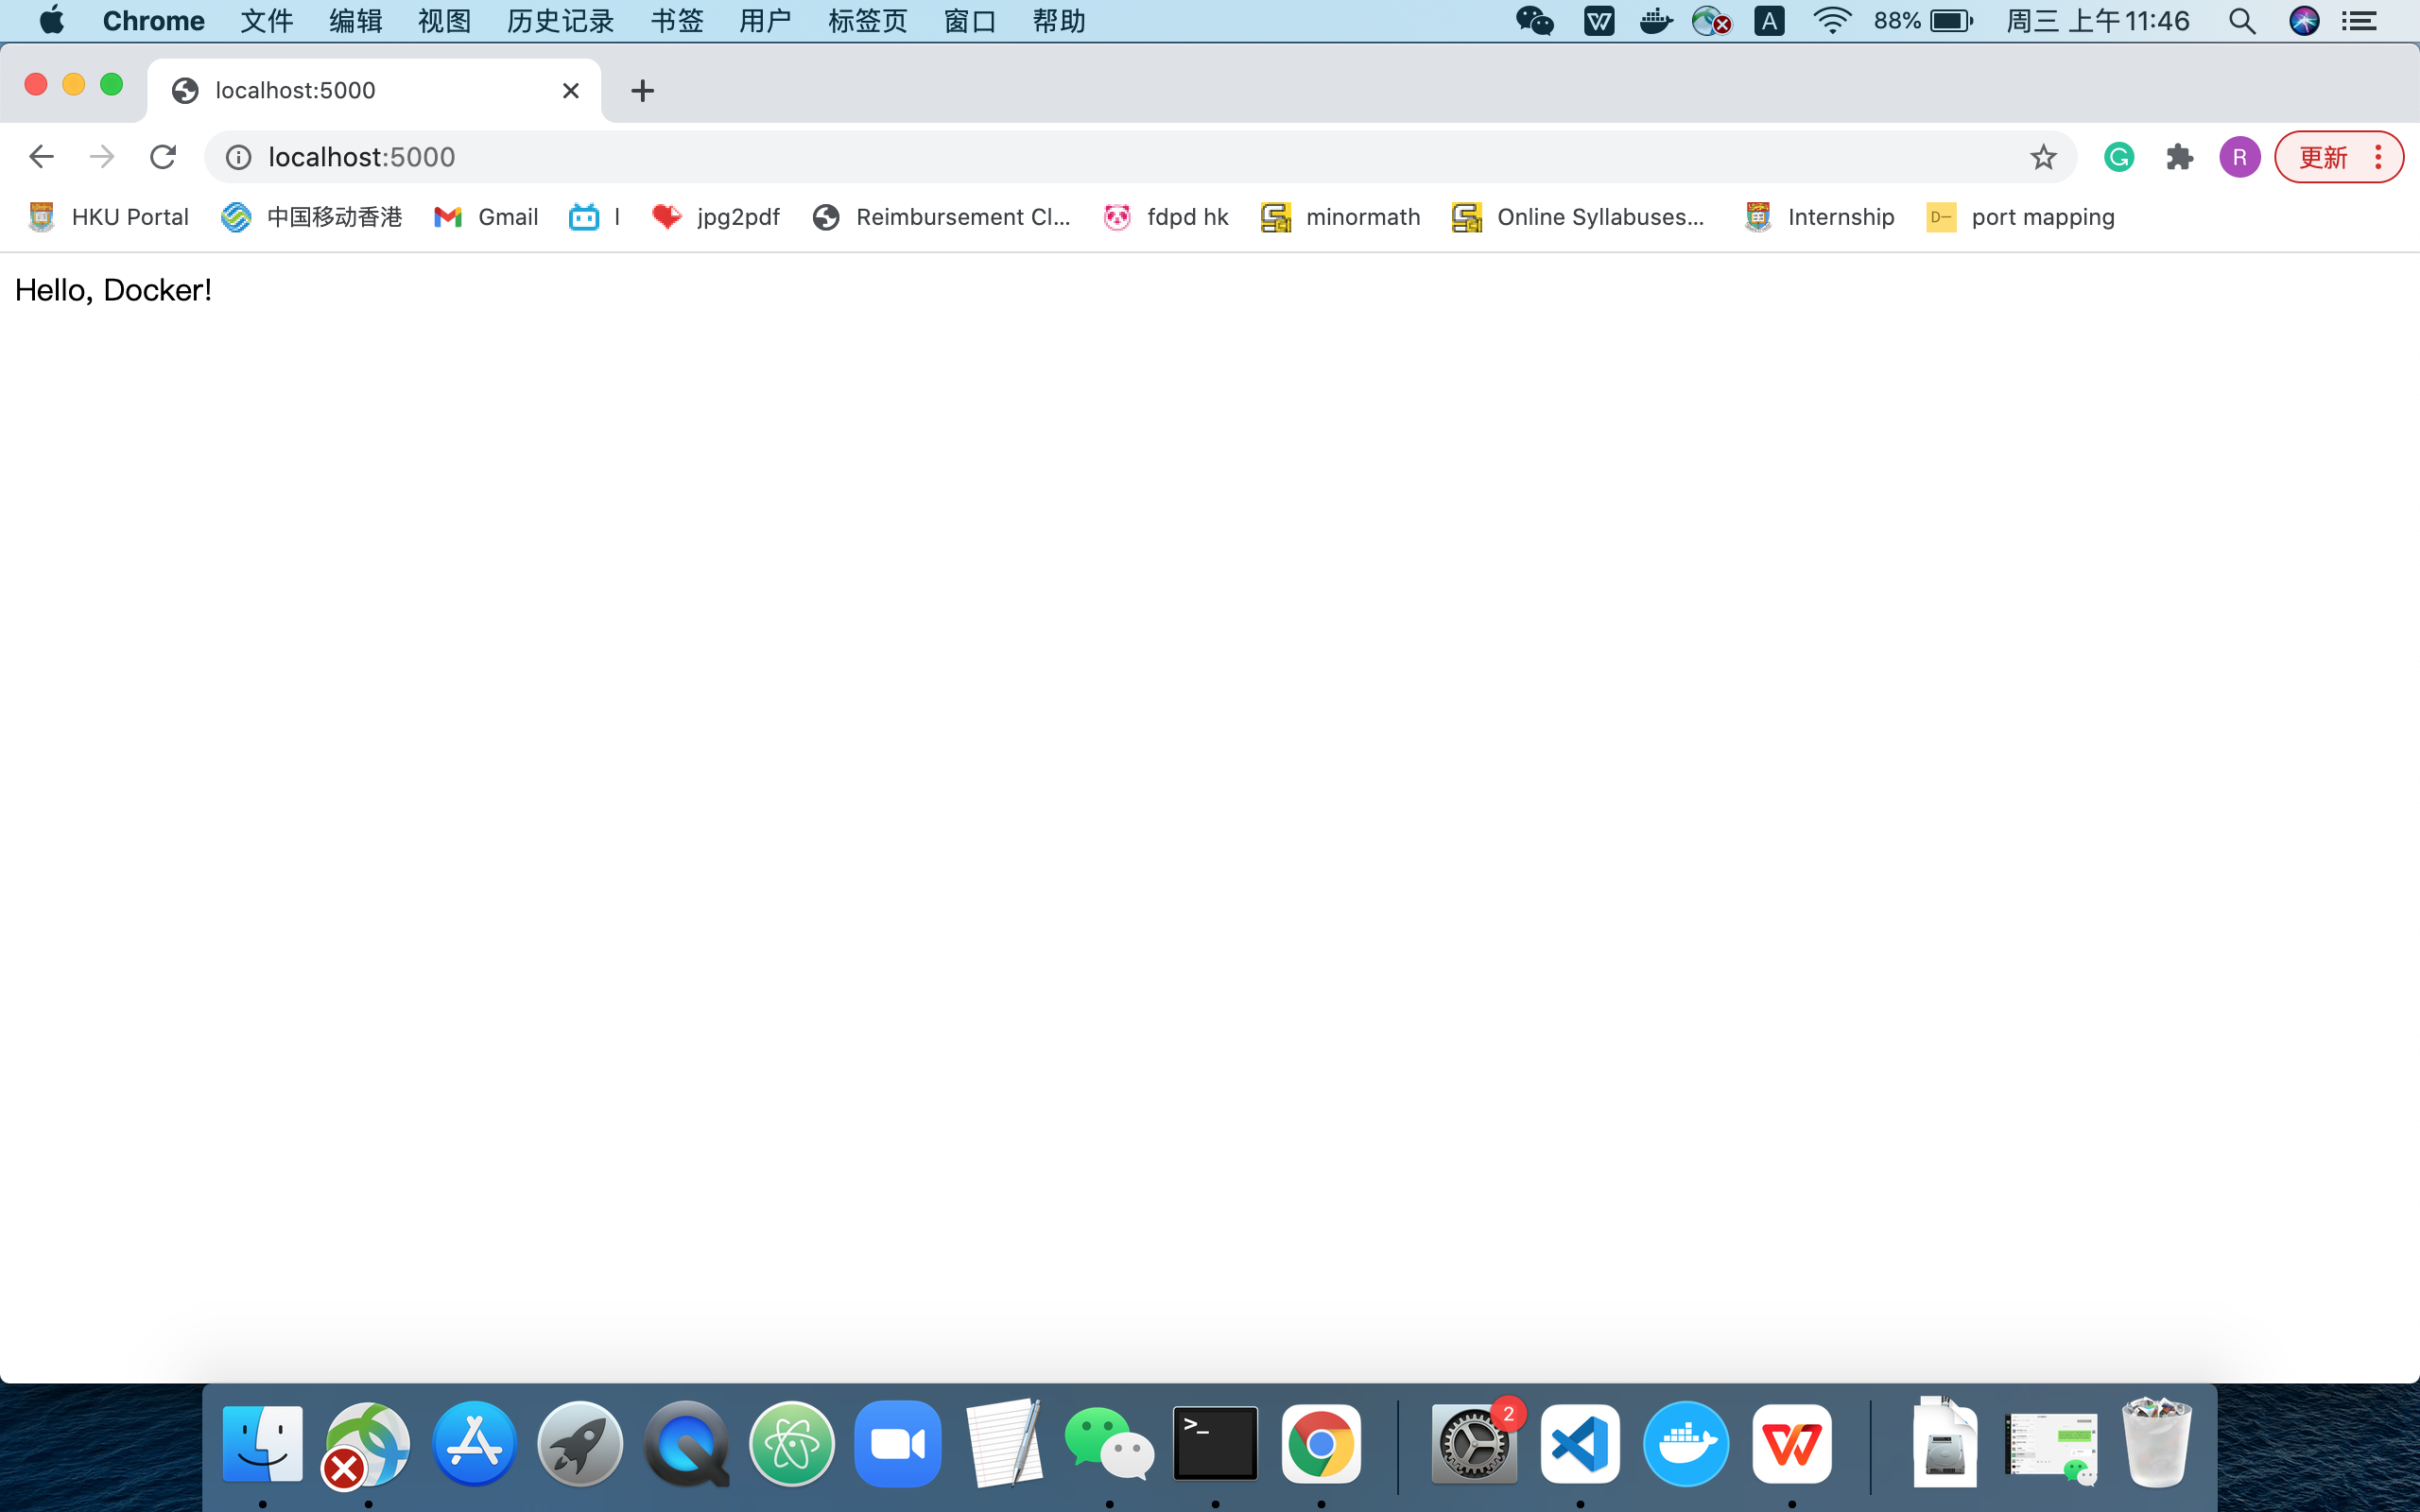 Chrome 文件 编辑 视图 历史记录 书签 用户 标签页 窗口 帮助 W A 88% 周三 上午11:46
localhost:5000
localhost:5000 R 更新
HKU Portal 中国移动香港 Gmail l jpg2pdf Reimbursement Cl... fdpd hk minormath Online Syllabuses... Internship D— port mapping
Hello, Docker!
>_ 2